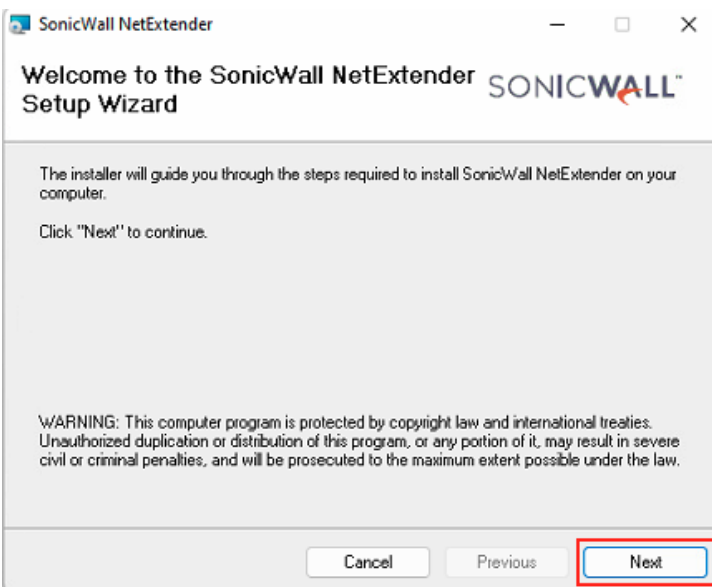 SonicWall NetExtender
Welcome to the SonicWall NetExtender
Setup Wizard
SONICWALL™
The installer will guide you through the steps required to install SonicWall NetExtender on your
computer.
Click "Next" to continue.
WARNING: This computer program is protected by copyright law and international treaties.
Unauthorized duplication or distribution of this program, or any portion of it, may result in severe
civil or criminal penalties, and will be prosecuted to the maximum extent possible under the law.
Cancel Previous Next